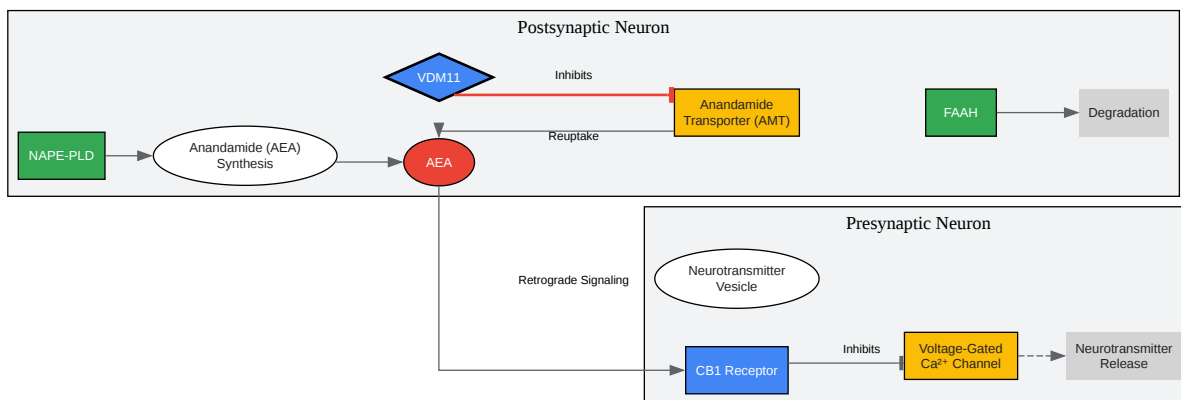 Postsynaptic Neuron
VDM11
Inhibits
Anandamide
Transporter (AMT)
FAAH
Degradation
Reuptake
NAPE-PLD
Anandamide (AEA)
Synthesis
AEA
Presynaptic Neuron
Retrograde Signaling
Neurotransmitter
Vesicle
CB1 Receptor
Inhibits
Voltage-Gated
Ca²⁺ Channel
Neurotransmitter
Release